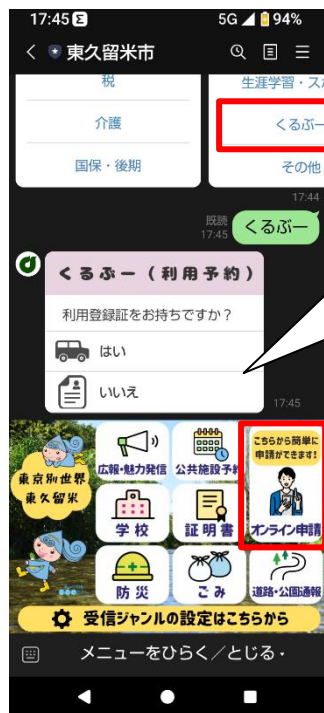 17:45 5G 94%
東久留米市
税
生涯学習・スポ
介護
くるぶー
国保・後期
その他
17:44
既読
17:45
くるぶー
くるぶー（利用予約）
利用登録証をお持ちですか？
はい
いいえ
17:45
東京別世界
東久留米
広報・魅力発信
公共施設予約
こちらから簡単に
申請ができます！
学校
証明書
オンライン申請
防災
ごみ
道路・公園通報
受信ジャンルの設定はこちらから
メニューをひらく／とじる